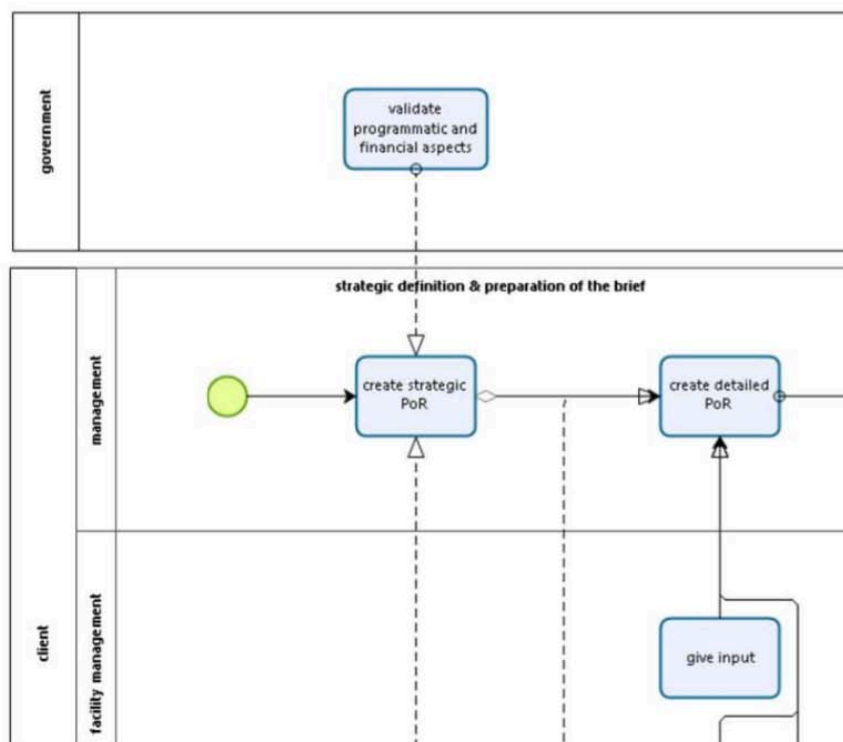 government
validate
programmatic and
financial aspects
strategic definition & preparation of the brief
client
management
create strategic
PoR
create detailed
PoR
facility management
give input